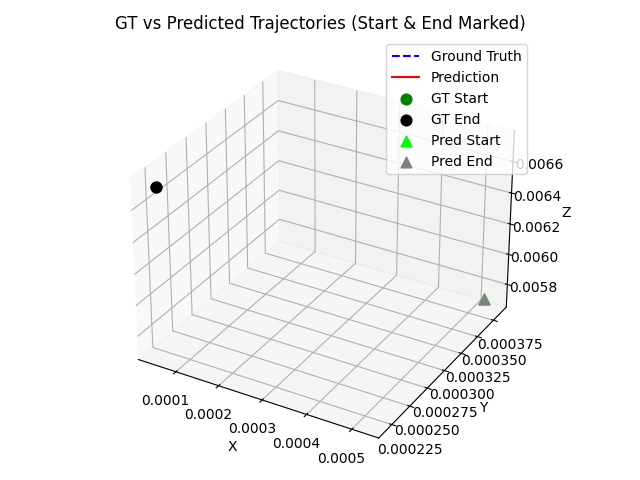 GT vs Predicted Trajectories (Start & End Marked)
Ground Truth
Prediction
GT Start
GT End
Pred Start
Pred End
0.0066
0.0064
Z
0.0062
0.0060
0.0058
0.000375
0.000350
0.000325
0.000300
0.000275
Y
0.000250
0.000225
0.0001
0.0002
0.0003
0.0004
0.0005
X